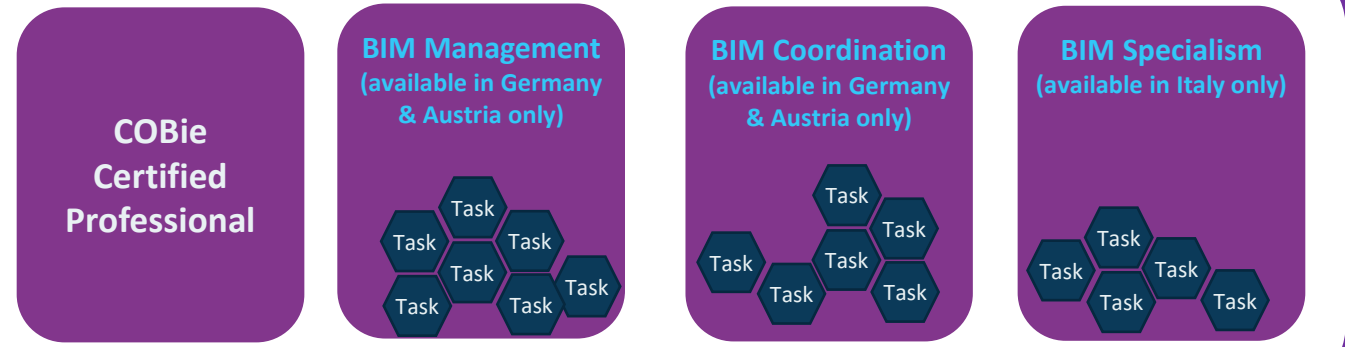 COBie
Certified
Professional
BIM Management
(available in Germany
& Austria only)
Task
Task
Task
Task
Task
Task
Task
BIM Coordination
(available in Germany
& Austria only)
Task
Task
Task
Task
Task
Task
BIM Specialism
(available in Italy only)
Task
Task
Task
Task
Task